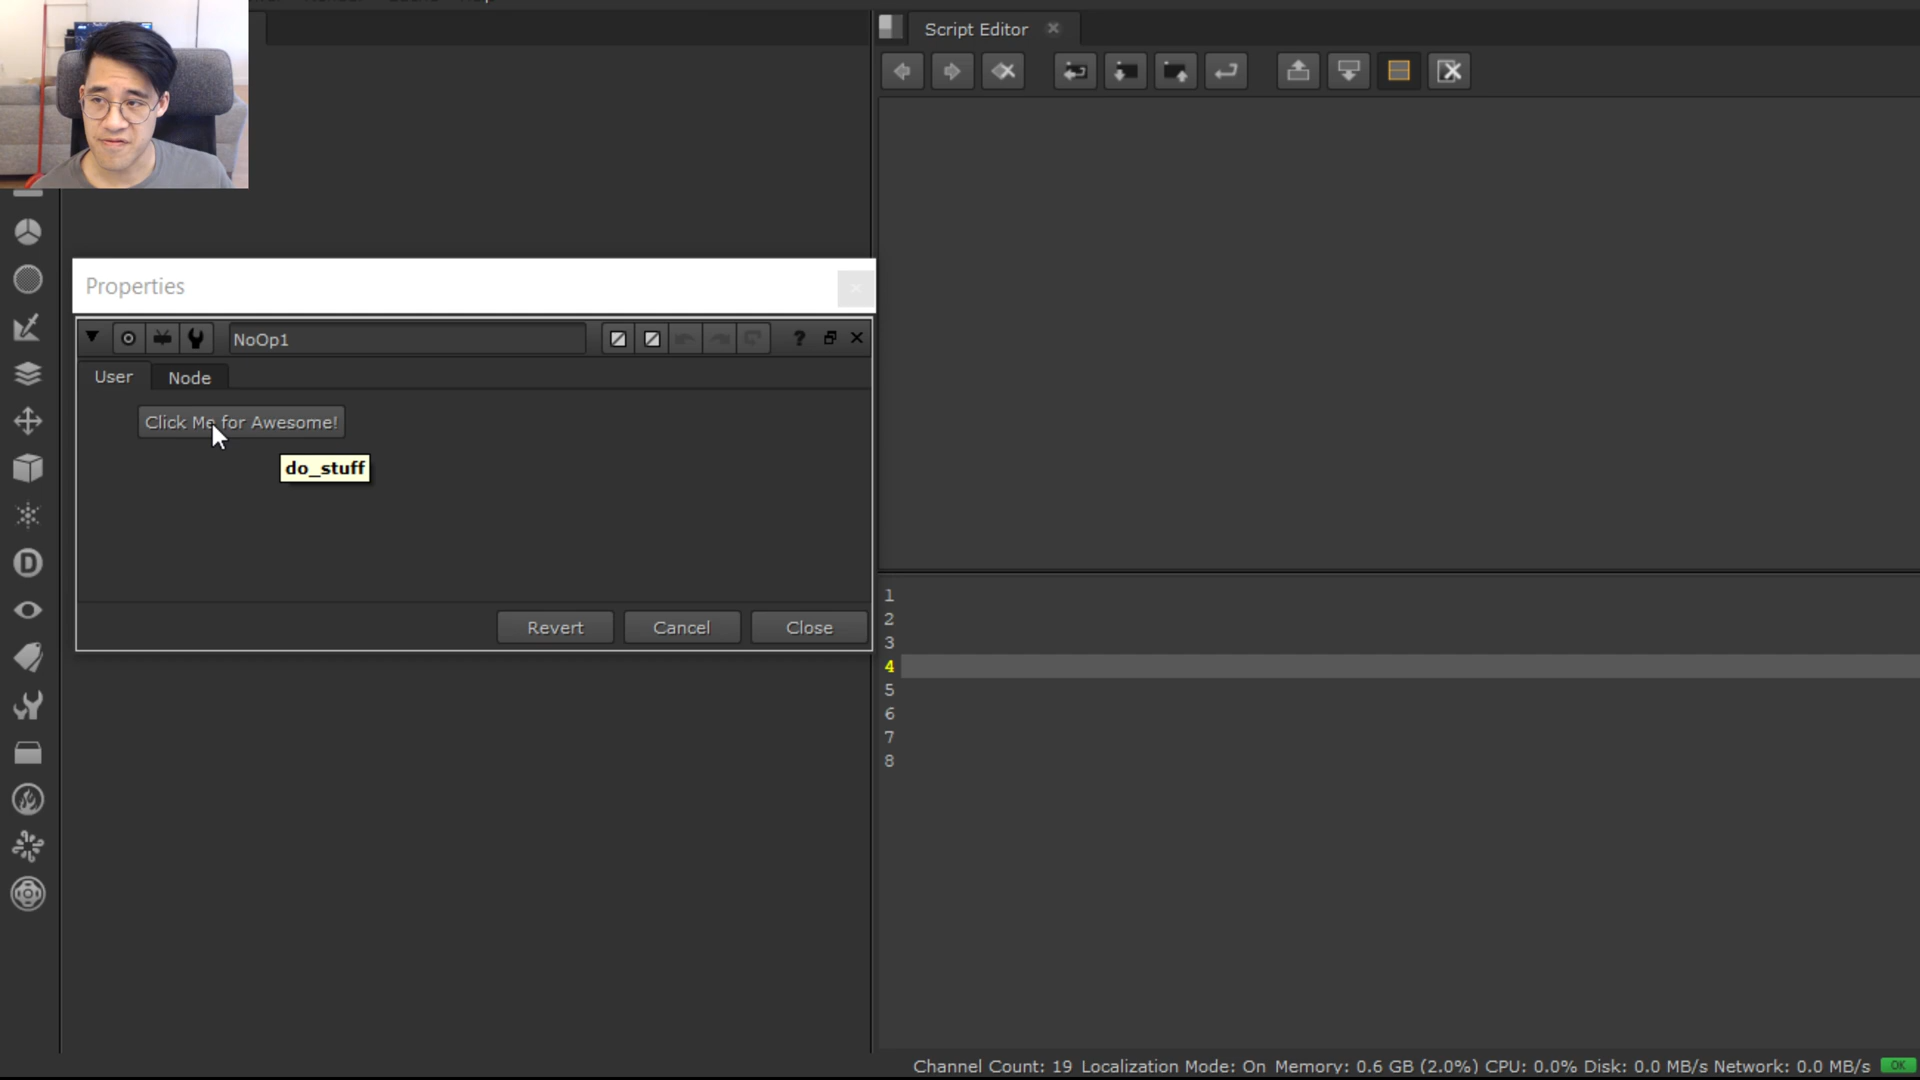 Script Editor
Properties
NoOp1
?
User
Node
Click Me for Awesome!
do_stuff
Revert
Cancel
Close
1
2
3
4
5
6
7
8
D
Channel Count: 19 Localization Mode: On Memory: 0.6 GB (2.0%) CPU: 0.0% Disk: 0.0 MB/s Network: 0.0 MB/s
OK